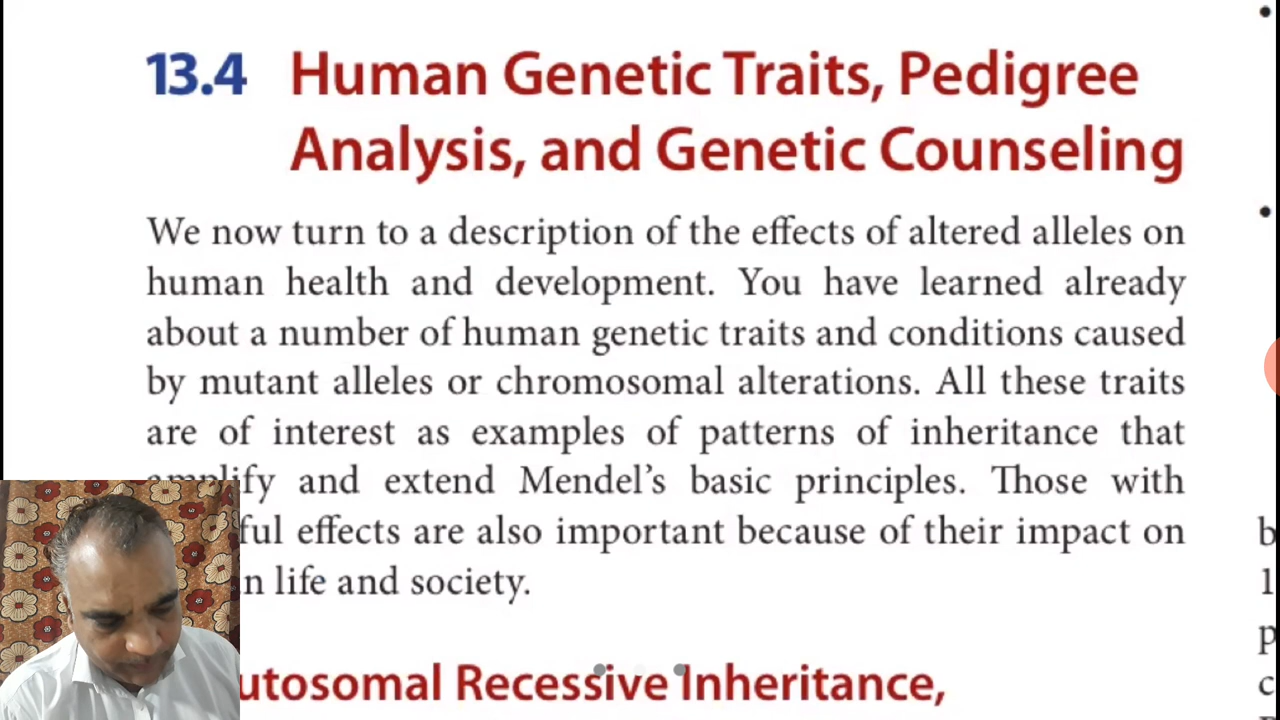 13.4 Human Genetic Traits, Pedigree
Analysis, and Genetic Counseling
We now turn to a description of the effects of altered alleles on
human health and development. You have learned already
about a number of human genetic traits and conditions caused
by mutant alleles or chromosomal alterations. All these traits
are of interest as examples of patterns of inheritance that
amplify and extend Mendel's basic principles. Those with
effects are also important because of their impact on
life and society.
Recessive Inheritance,